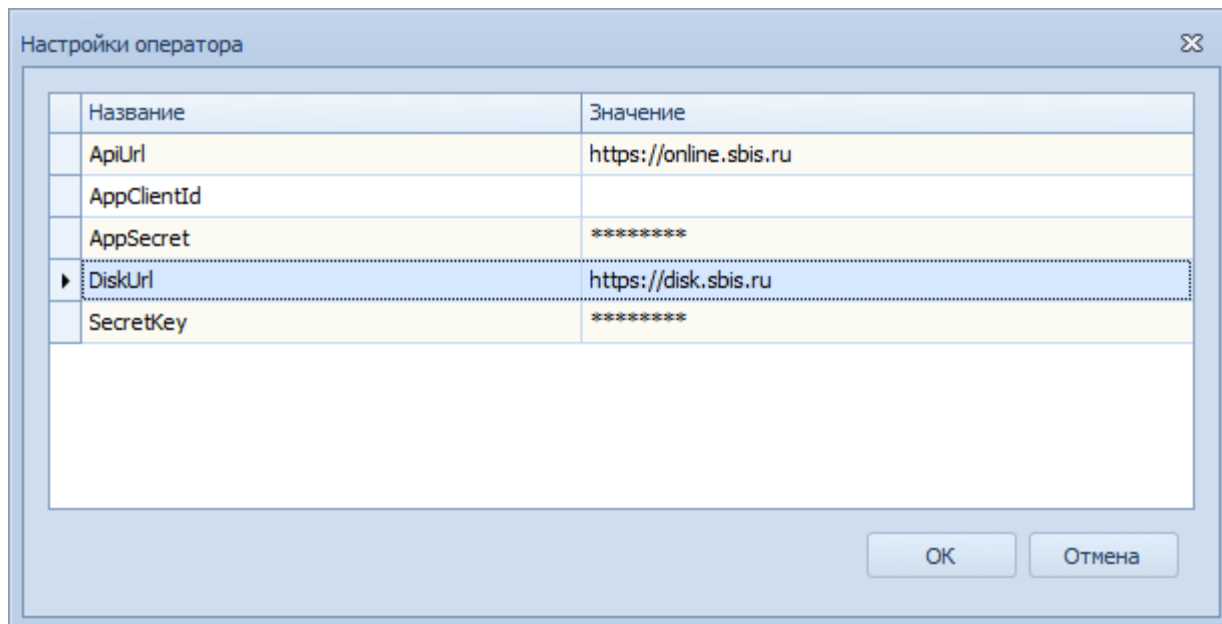 Настройки оператора
Название Значение
ApiUrl https://online.sbis.ru
AppClientId
AppSecret ********
DiskUrl https://disk.sbis.ru
SecretKey ********
OK Отмена